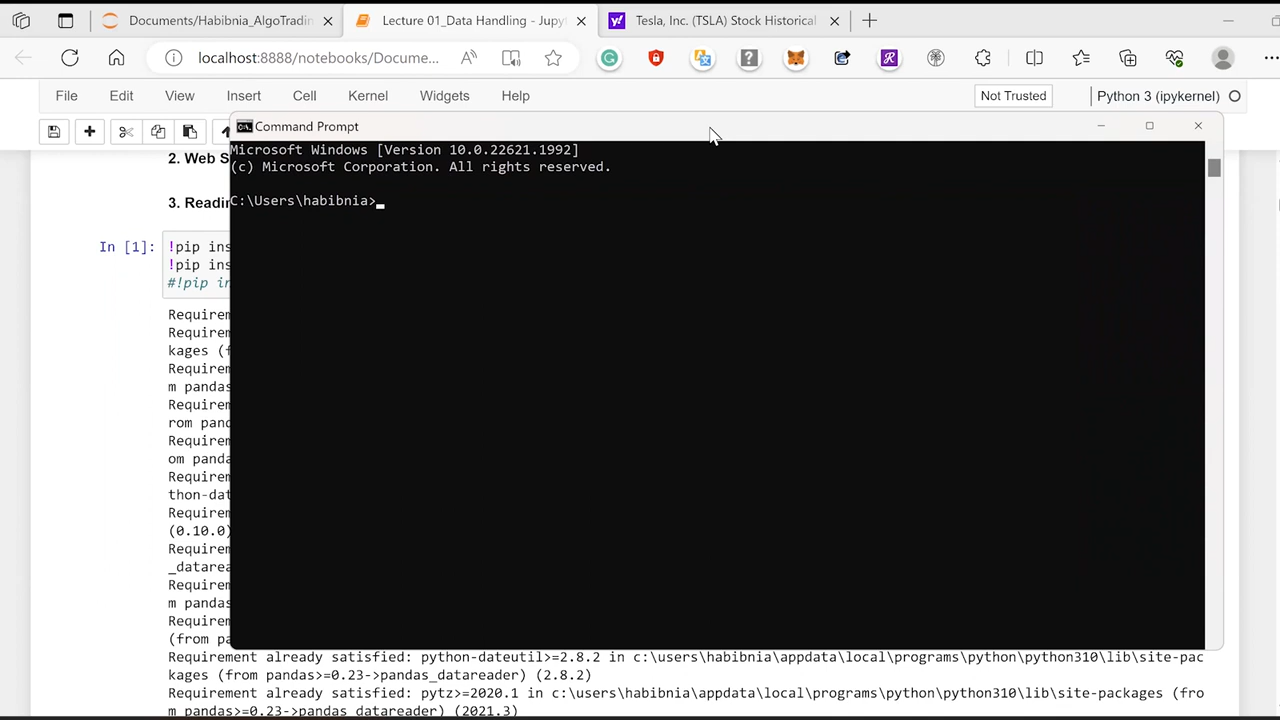 Documents/Habibnia_AlgoTradin
Lecture 01_Data Handling - Jupyt
Tesla, Inc. (TSLA) Stock Historical
localhost:8888/notebooks/Docume...
File Edit View Insert Cell Kernel Widgets Help
Not Trusted
Python 3 (ipykernel)
Command Prompt
Microsoft Windows [Version 10.0.22621.1992]
(c) Microsoft Corporation. All rights reserved.
C:\Users\habibnia>
2. Web S
3. Readin
In [1]:
!pip ins
!pip ins
#!pip in
Requirem
Requirem
kages (f
Requirem
m pandas
Requirem
rom pand
Requirem
om panda
Requirem
thon-dat
Requirem
(0.10.0)
Requirem
_datarea
Requirem
m pandas
Requirem
(from pa
Requirement already satisfied: python-dateutil>=2.8.2 in c:\users\habibnia\appdata\local\programs\python\python310\lib\site-pac
kages (from pandas>=0.23->pandas_datareader) (2.8.2)
Requirement already satisfied: pytz>=2020.1 in c:\users\habibnia\appdata\local\programs\python\python310\lib\site-packages (fro
m pandas>=0.23->pandas_datareader) (2021.3)